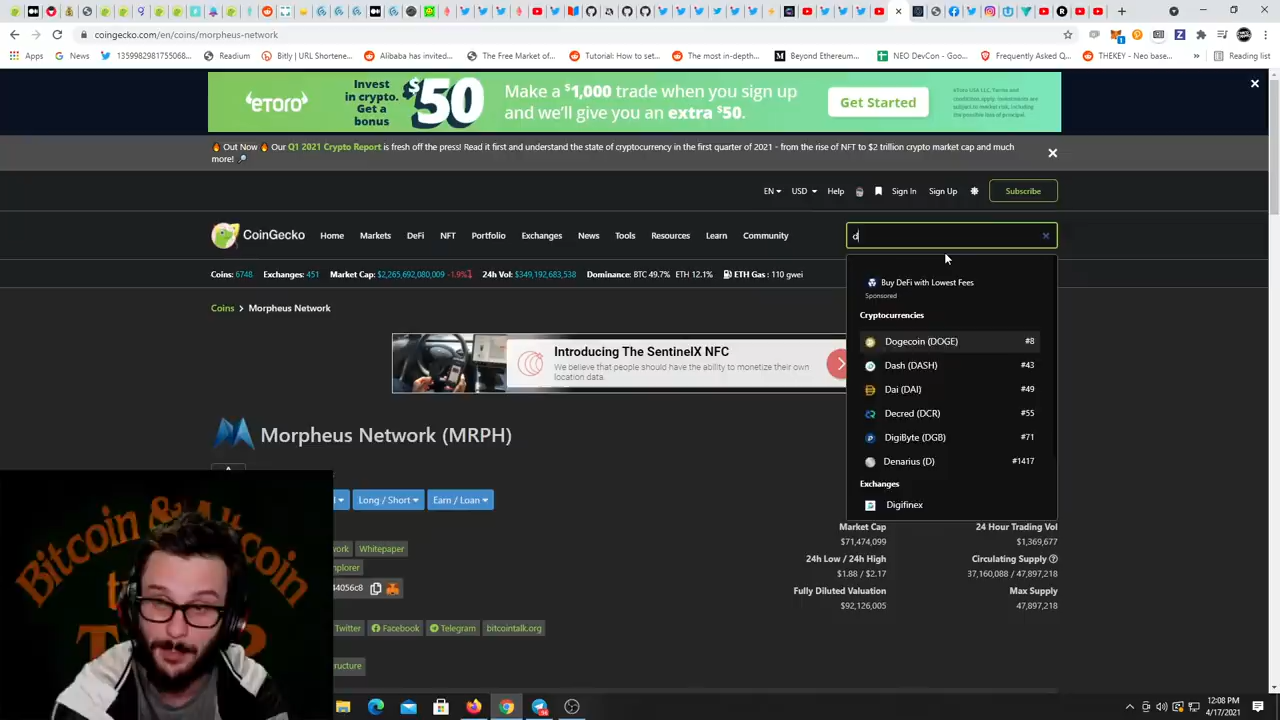 coingecko.com/en/coins/morpheus-network
Apps
News
13599982981755068...
Readium
Bitly | URL Shortene...
Alibaba has invited...
The Free Market of...
Tutorial: How to set...
The most in-depth...
Beyond Ethereum...
NEO DevCon - Goo...
Frequently Asked Q...
THEKEY - Neo base...
»
Reading list
eTORO
Invest in crypto. Get a bonus
$50
Make a $1,000 trade when you sign up
and we'll give you an extra $50.
Get Started
🔥 Out Now 🔥 Our Q1 2021 Crypto Report is fresh off the press! Read it first and understand the state of cryptocurrency in the first quarter of 2021 - from the rise of NFT to $2 trillion crypto market cap and much
more! 🔎
EN
USD
Help
Sign In
Sign Up
Subscribe
CoinGecko
Home
Markets
DeFi
NFT
Portfolio
Exchanges
News
Tools
Resources
Learn
Community
d
Coins: 6748
Exchanges: 451
Market Cap: $2,265,692,080,009 -1.9%
24h Vol: $349,192,683,538
Dominance: BTC 49.7% ETH 12.1%
ETH Gas: 110 gwei
Buy DeFi with Lowest Fees
Sponsored
Cryptocurrencies
Dogecoin (DOGE) #8
Dash (DASH) #43
Dai (DAI) #49
Decred (DCR) #55
DigiByte (DGB) #71
Denarius (D) #1417
Exchanges
Digifinex
Coins > Morpheus Network
Introducing The SentinelX NFC
We believe that people should have the ability to monetize their own
location data.
Morpheus Network (MRPH)
Long / Short
Earn / Loan
work
Whitepaper
xplorer
44056c8
Twitter
Facebook
Telegram
bitcointalk.org
structure
Market Cap
$71,474,099
24 Hour Trading Vol
$1,369,677
24h Low / 24h High
$1.88 / $2.17
Circulating Supply
37,160,088 / 47,897,218
Fully Diluted Valuation
$92,126,005
Max Supply
47,897,218
Bitcoin & Altcoin
12:08 PM
4/17/2021